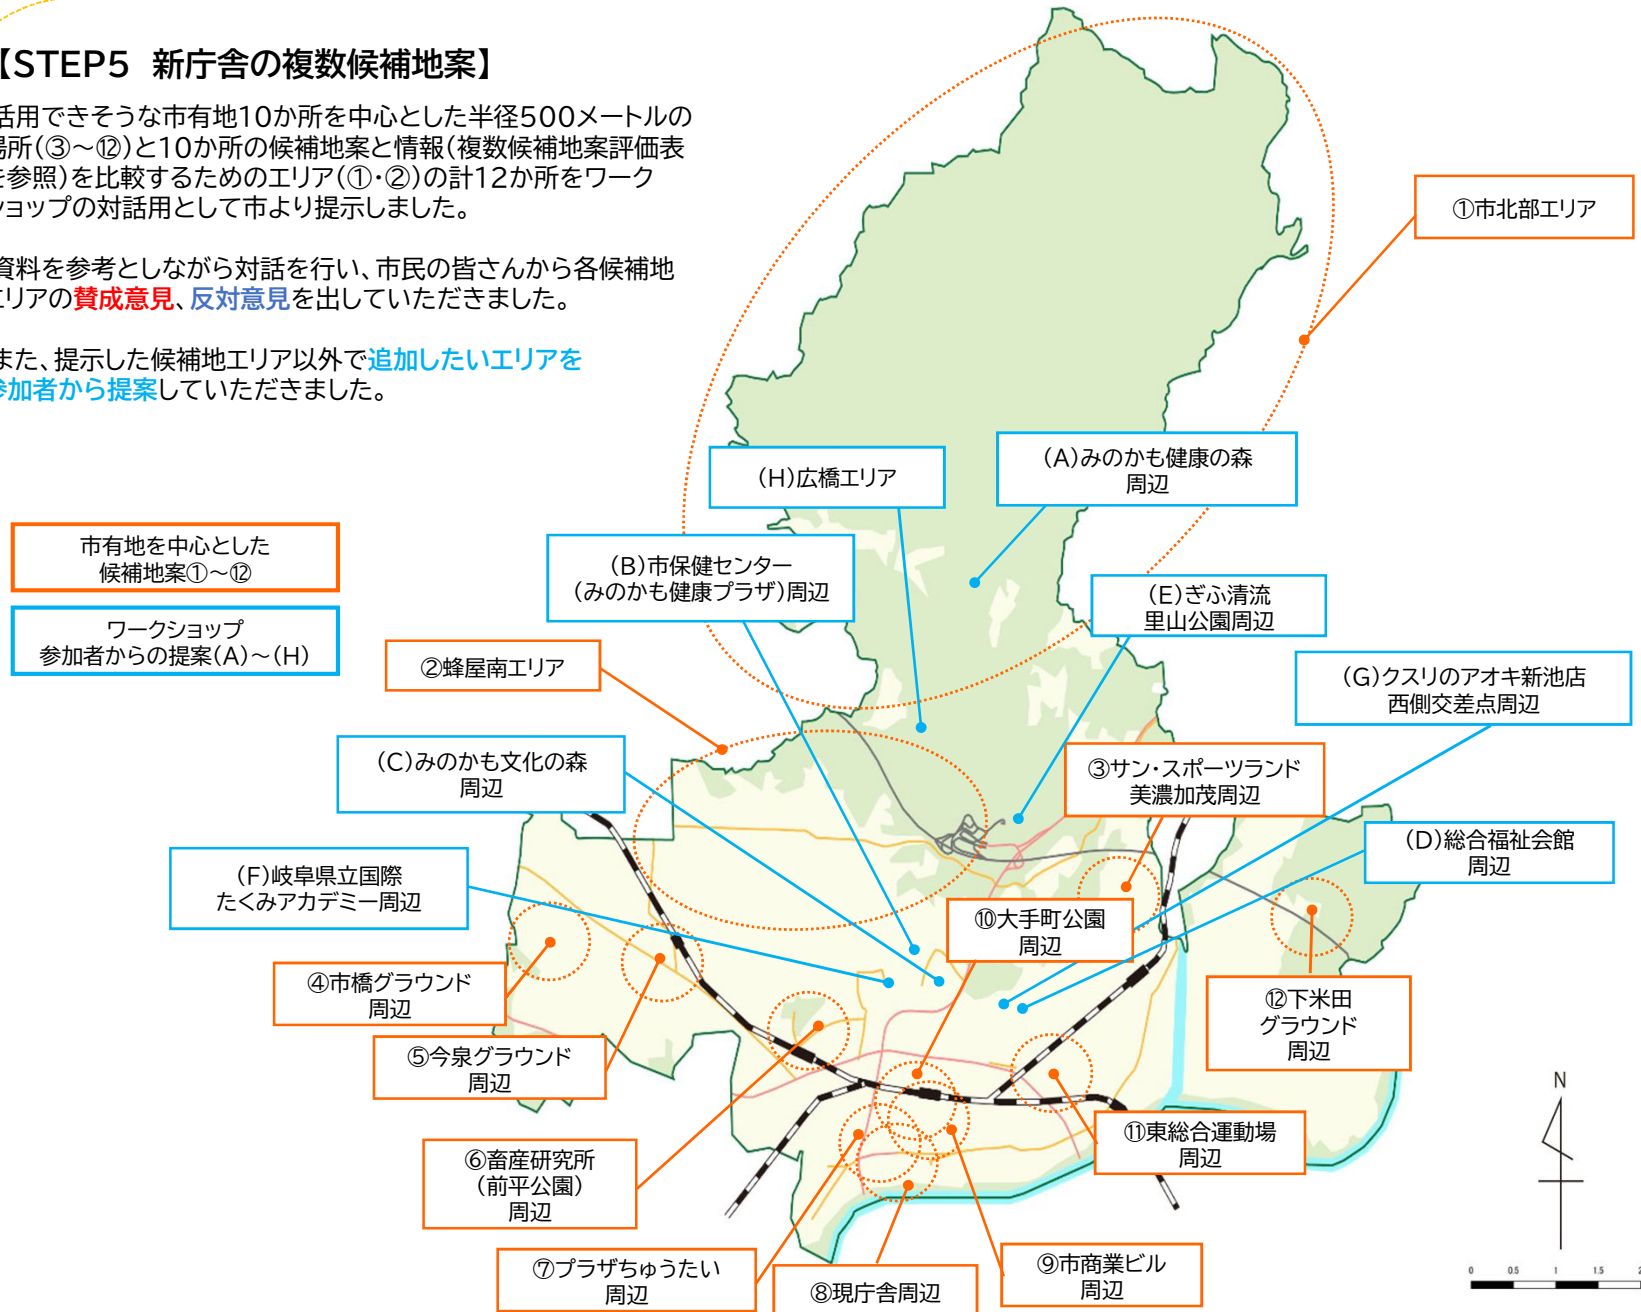 【STEP5 新庁舎の複数候補地案】
活用できそうな市有地10か所を中心とした半径500メートルの
場所(③～⑫)と10か所の候補地案と情報(複数候補地案評価表
を参照)を比較するためのエリア(①・②)の計12か所をワーク
ショップの対話用として市より提示しました。
資料を参考としながら対話を行い、市民の皆さんから各候補地
エリアの賛成意見、反対意見を出していただきました。
また、提示した候補地エリア以外で追加したいエリアを
参加者から提案していただきました。
①市北部エリア
(H)広橋エリア
(A)みのかも健康の森
周辺
市有地を中心とした
候補地案①～⑫
ワークショップ
参加者からの提案(A)～(H)
(B)市保健センター
(みのかも健康プラザ)周辺
(E)ぎふ清流
里山公園周辺
②蜂屋南エリア
(G)クスリのアオキ新池店
西側交差点周辺
(C)みのかも文化の森
周辺
③サン・スポーツランド
美濃加茂周辺
(D)総合福祉会館
周辺
(F)岐阜県立国際
たくみアカデミー周辺
⑩大手町公園
周辺
④市橋グラウンド
周辺
⑫下米田
グラウンド
周辺
⑤今泉グラウンド
周辺
⑪東総合運動場
周辺
⑥畜産研究所
(前平公園)
周辺
⑦プラザちゅうたい
周辺
⑧現庁舎周辺
⑨市商業ビル
周辺
N
0 0.5 1 1.5 2